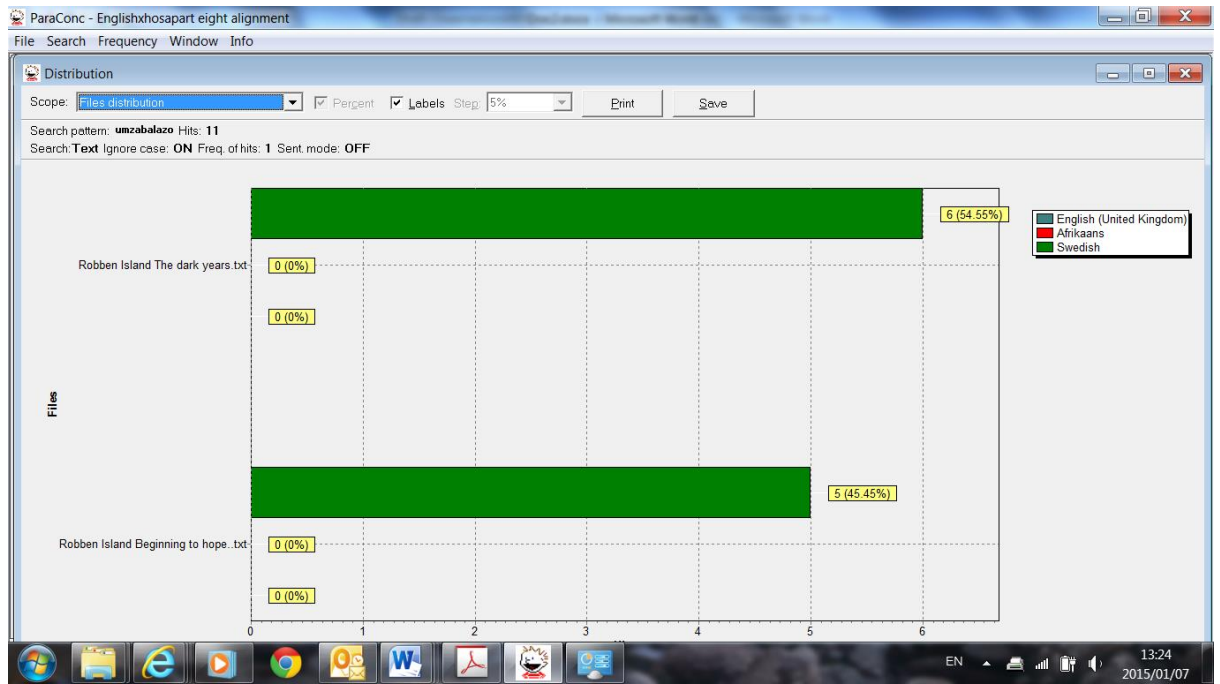 ParaConc - Englishxhosapart eight alignment
File Search Frequency Window Info
Distribution
Scope: Files distribution Percent Labels Step: 5% Print Save
Search pattern: umzabalazo Hits: 11
Search: Text Ignore case: ON Freq. of hits: 1 Sent. mode: OFF
6 (54.55%)
English (United Kingdom)
Afrikaans
Swedish
Robben Island The dark years.txt
0 (0%)
0 (0%)
Files
5 (45.45%)
Robben Island Beginning to hope..txt
0 (0%)
0 (0%)
0 1 2 3 4 5 6
EN 13:24
2015/01/07